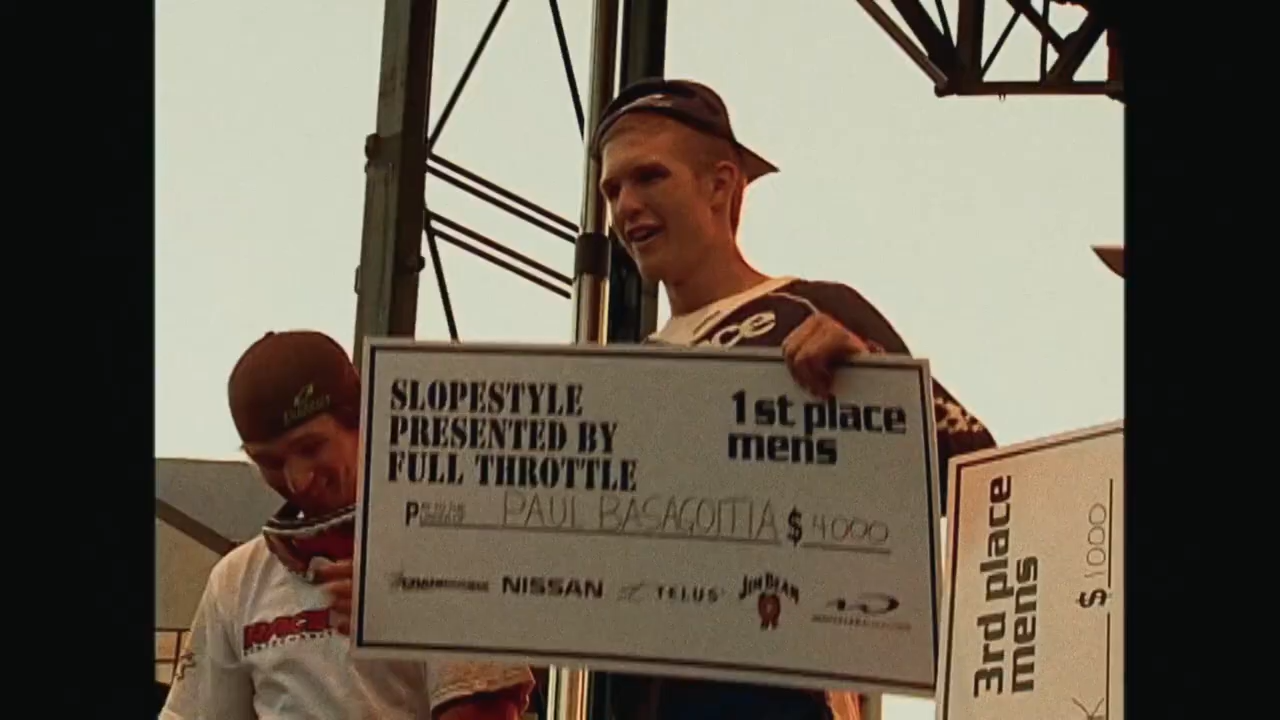 SLOPESTYLE
PRESENTED BY
FULL THROTTLE
1st place
mens
PAUL BASAGOITIA $ 4000
NISSAN
TELUS
JIM BEAM
3rd place
mens
$ 1000